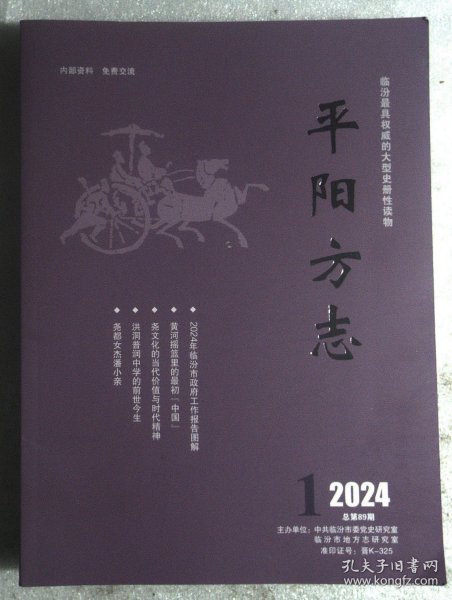 内部资料 免费交流
临汾最具权威的大型史册性读物
平阳方志
◆ 2024年临汾市政府工作报告图解
◆ 黄河摇篮里的最初「中国」
◆ 尧文化的当代价值与时代精神
◆ 洪洞普润中学的前世今生
◆ 尧都女杰潘小亲
1 2024
总第89期
主办单位：中共临汾市委党史研究室
临汾市地方志研究室
准印证号：晋K-325
孔夫子旧书网
www.kongfz.com